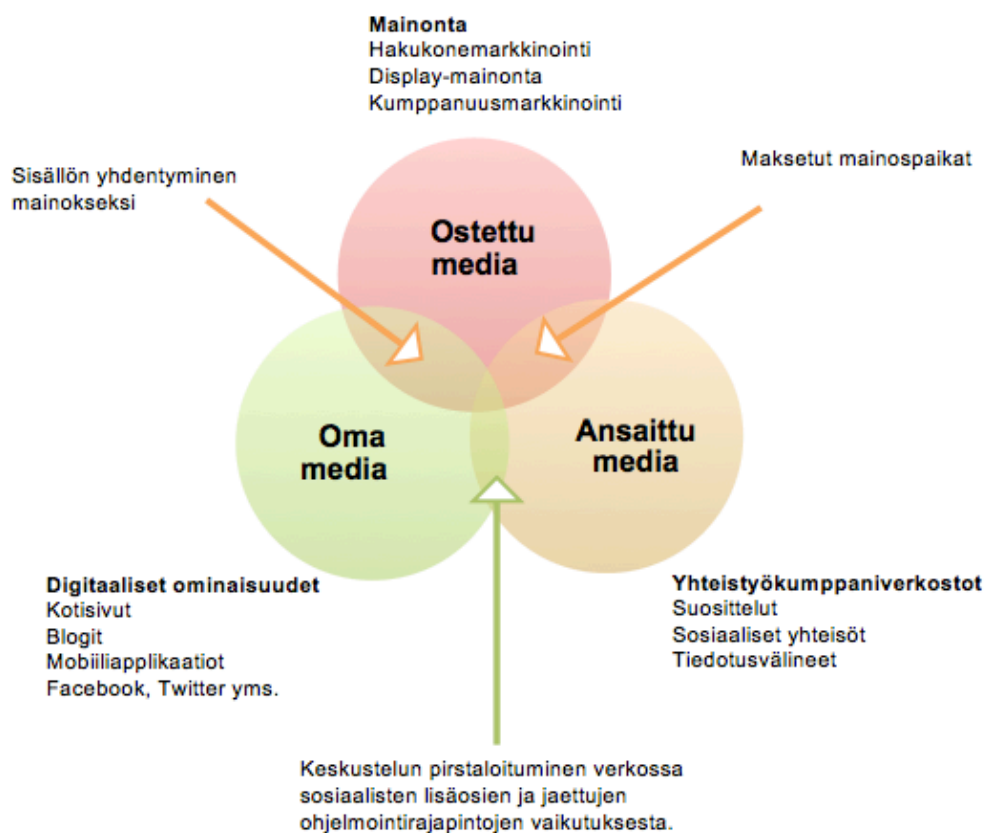 Mainonta
Hakukonemarkkinointi
Display-mainonta
Kumppanuusmarkkinointi
Sisällön yhdentyminen
mainokseksi
Maksetut mainospaikat
Ostettu
media
Oma
media
Ansaittu
media
Digitaaliset ominaisuudet
Kotisivut
Blogit
Mobiiliapplikaatiot
Facebook, Twitter yms.
Yhteistyökumppaniverkostot
Suosittelut
Sosiaaliset yhteisöt
Tiedotusvälineet
Keskustelun pirstaloituminen verkossa
sosiaalisten lisäosien ja jaettujen
ohjelmointirajapintojen vaikutuksesta.